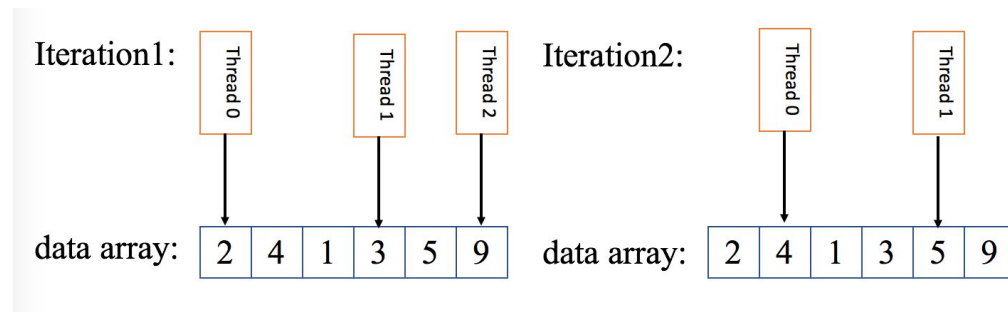 Iteration1:
Thread 0
Thread 1
Thread 2
data array:
2 4 1 3 5 9
Iteration2:
Thread 0
Thread 1
data array:
2 4 1 3 5 9